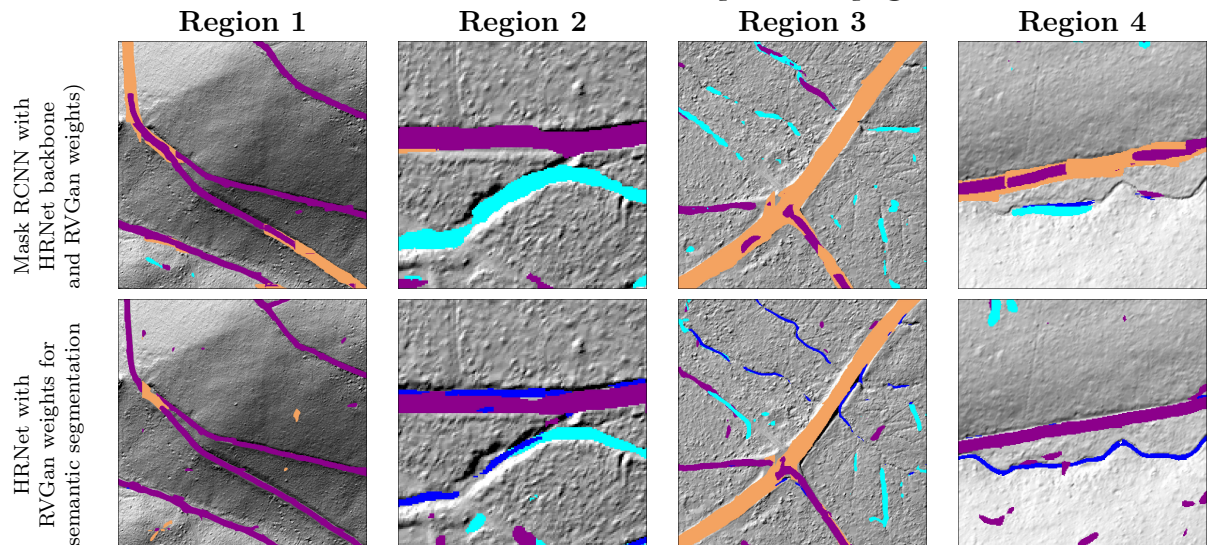 Region 1 Region 2 Region 3 Region 4
Mask RCNN with
HRNet backbone
and RVGan weights)
HRNet with
RVGan weights for
semantic segmentation